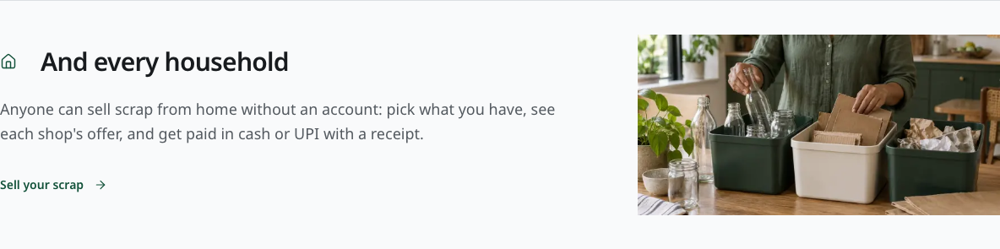 And every household
Anyone can sell scrap from home without an account: pick what you have, see
each shop's offer, and get paid in cash or UPI with a receipt.
Sell your scrap